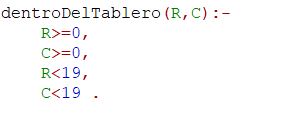 dentroDelTablero(R,C):-
R>=0,
C>=0,
R<19,
C<19 .